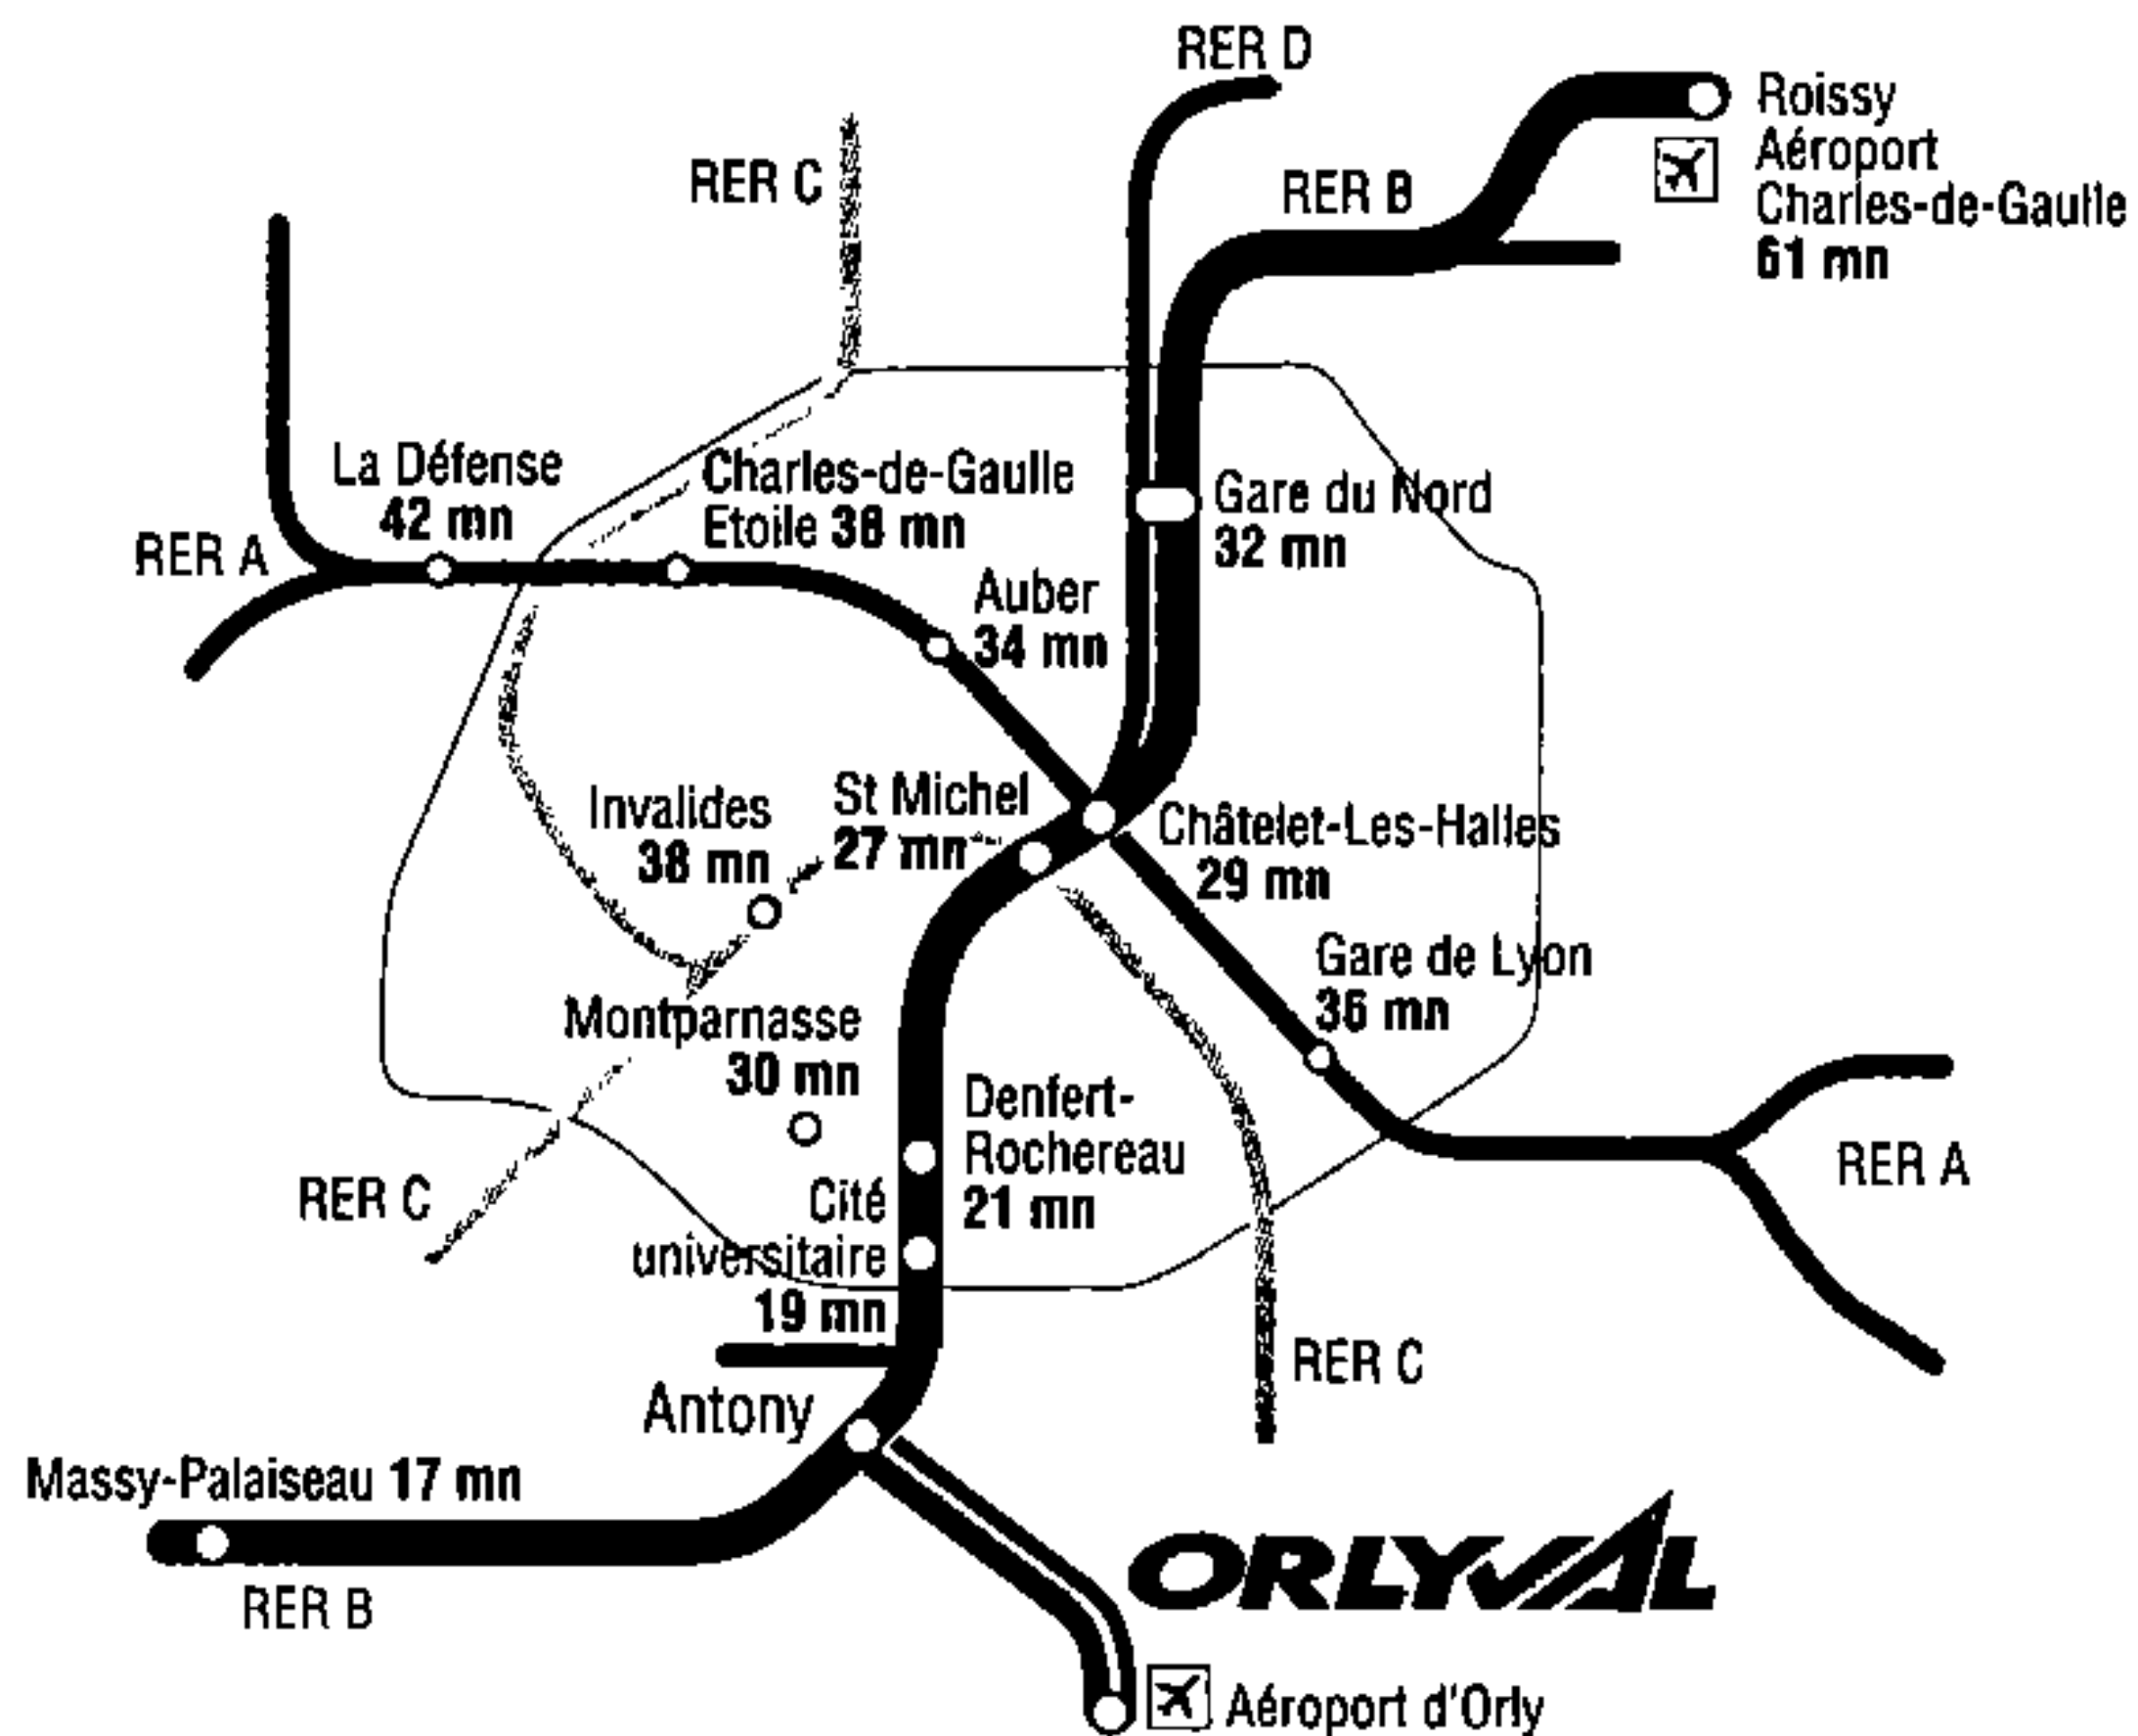 RER D
Roissy
Aéroport
Charles-de-Gaulle
61 mn
RER C
RER B
La Défense
42 mn
Charles-de-Gaulle
Etoile 38 mn
Gare du Nord
32 mn
RER A
Auber
34 mn
Invalides
38 mn
St Michel
27 mn
Châtelet-Les-Halles
29 mn
Gare de Lyon
36 mn
Montparnasse
30 mn
Denfert-
Rochereau
21 mn
RER A
RER C
Cité
universitaire
19 mn
RER C
Antony
Massy-Palaiseau 17 mn
ORLYVAL
RER B
Aéroport d'Orly